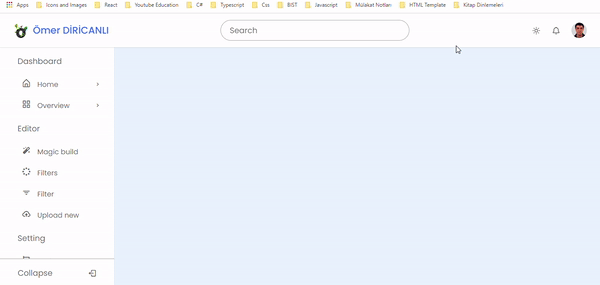 Apps Icons and Images React Youtube Education C# Typescript Css BIST Javascript Mülakat Notları HTML Template Kitap Dinlemeleri
Ömer DİRİCANLI Search
Dashboard
Home
Overview
Editor
Magic build
Filters
Filter
Upload new
Setting
Collapse